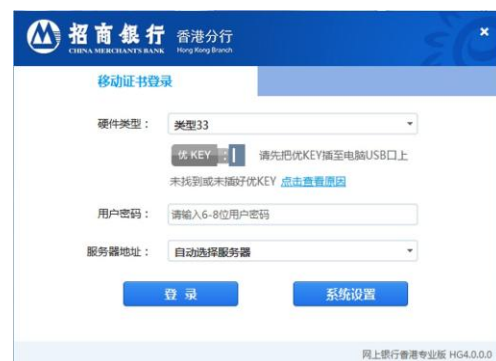 招商银行 香港分行
CHINA MERCHANTS BANK Hong Kong Branch
×
移动证书登录
硬件类型： 类型33
优 KEY 请先把优KEY插至电脑USB口上
未找到或未插好优KEY 点击查看原因
用户密码： 请输入6-8位用户密码
服务器地址： 自动选择服务器
登 录 系统设置
网上银行香港专业版 HG4.0.0.0